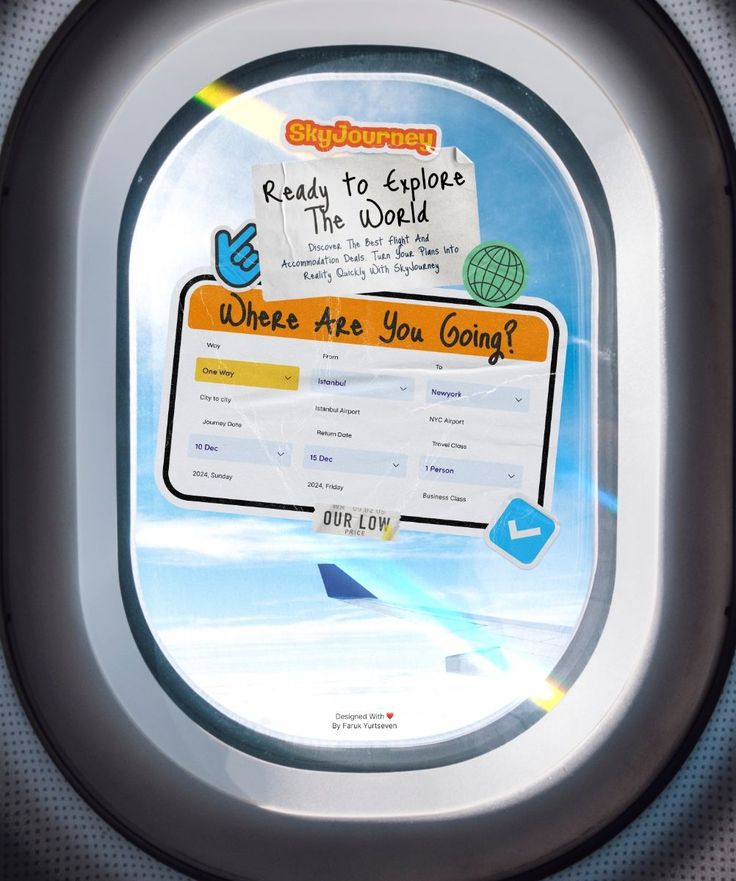 SkyJourney
Ready to Explore
The World
Discover The Best Flight And
Accommodation Deals. Turn Your Plans Into
Reality Quickly With SkyJourney
Where Are You Going?
Way
From
To
One Way
Istanbul
Newyork
City to city
Istanbul Airport
NYC Airport
Journey Date
Return Date
Travel Class
10 Dec
15 Dec
1 Person
2024, Sunday
2024, Friday
Business Class
OUR LOW
PRICE
Designed With ❤️
By Faruk Yurtseven